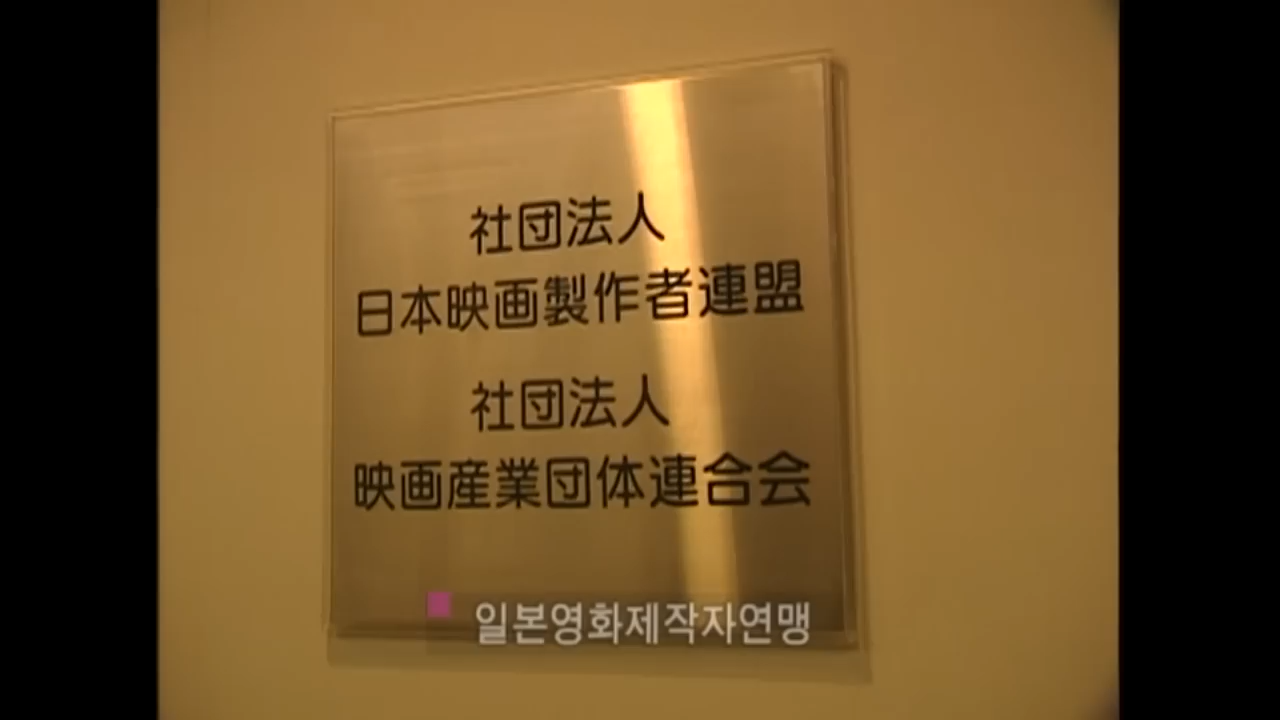 社団法人
日本映画製作者連盟
社団法人
映画産業団体連合会
일본영화제작자연맹